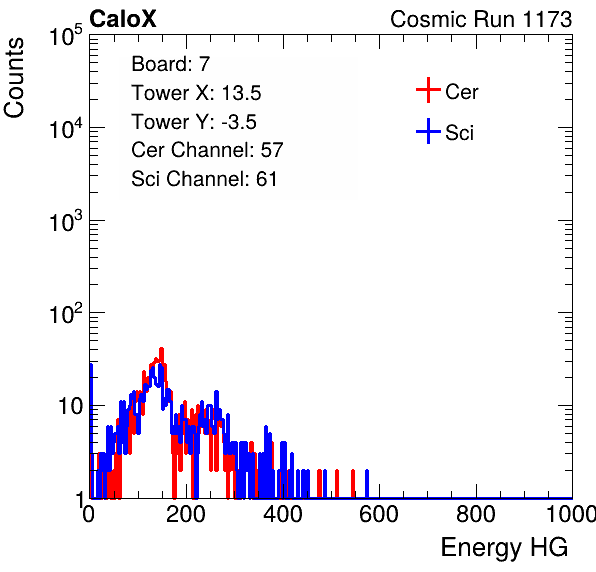 CaloX Cosmic Run 1173
Board: 7
Tower X: 13.5
Tower Y: -3.5
Cer Channel: 57
Sci Channel: 61
Cer
Sci
Counts
10^5
10^4
10^3
10^2
10
1
0 200 400 600 800 1000
Energy HG